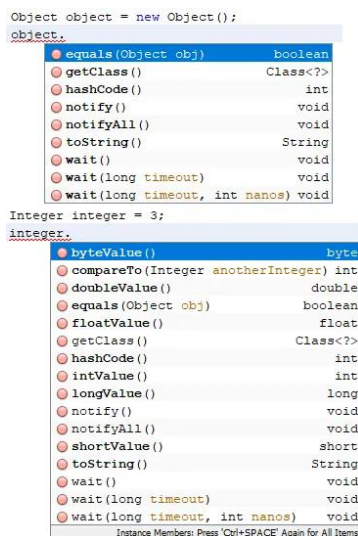 Object object = new Object();
object.
equals(Object obj) boolean
getClass() Class<?>
hashCode() int
notify() void
notifyAll() void
toString() String
wait() void
wait(long timeout) void
wait(long timeout, int nanos) void
Integer integer = 3;
integer.
byteValue() byte
compareTo(Integer anotherInteger) int
doubleValue() double
equals(Object obj) boolean
floatValue() float
getClass() Class<?>
hashCode() int
intValue() int
longValue() long
notify() void
notifyAll() void
shortValue() short
toString() String
wait() void
wait(long timeout) void
wait(long timeout, int nanos) void
Instance Members; Press 'Ctrl+SPACE' Again for All Items